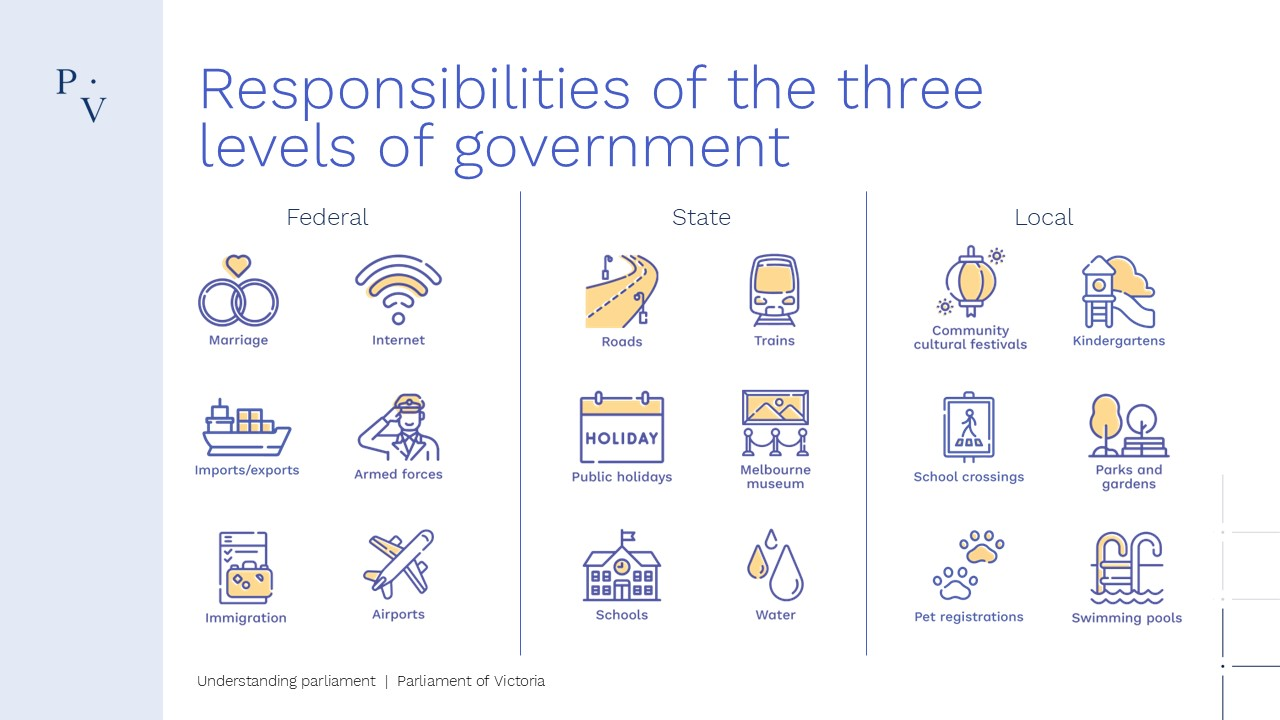 P .
V
Responsibilities of the three
levels of government
Federal
Marriage
Internet
Imports/exports
Armed forces
Immigration
Airports
State
Roads
Trains
HOLIDAY
Public holidays
Melbourne
museum
Schools
Water
Local
Community
cultural festivals
Kindergartens
School crossings
Parks and
gardens
Pet registrations
Swimming pools
Understanding parliament | Parliament of Victoria